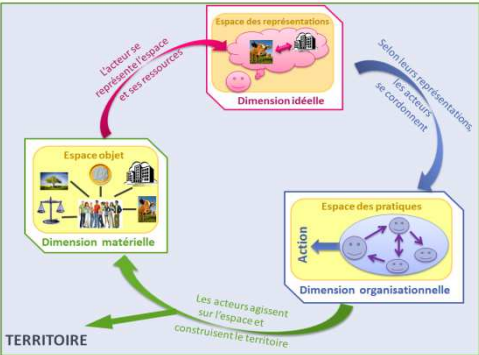 Espace des représentations
Dimension idéelle
L'acteur se
représente l'espace
et ses ressources
Selon leurs représentations,
les acteurs
se cordonnent
Espace objet
Dimension matérielle
Espace des pratiques
Action
Dimension organisationnelle
Les acteurs agissent
sur l'espace et
construisent le territoire
TERRITOIRE